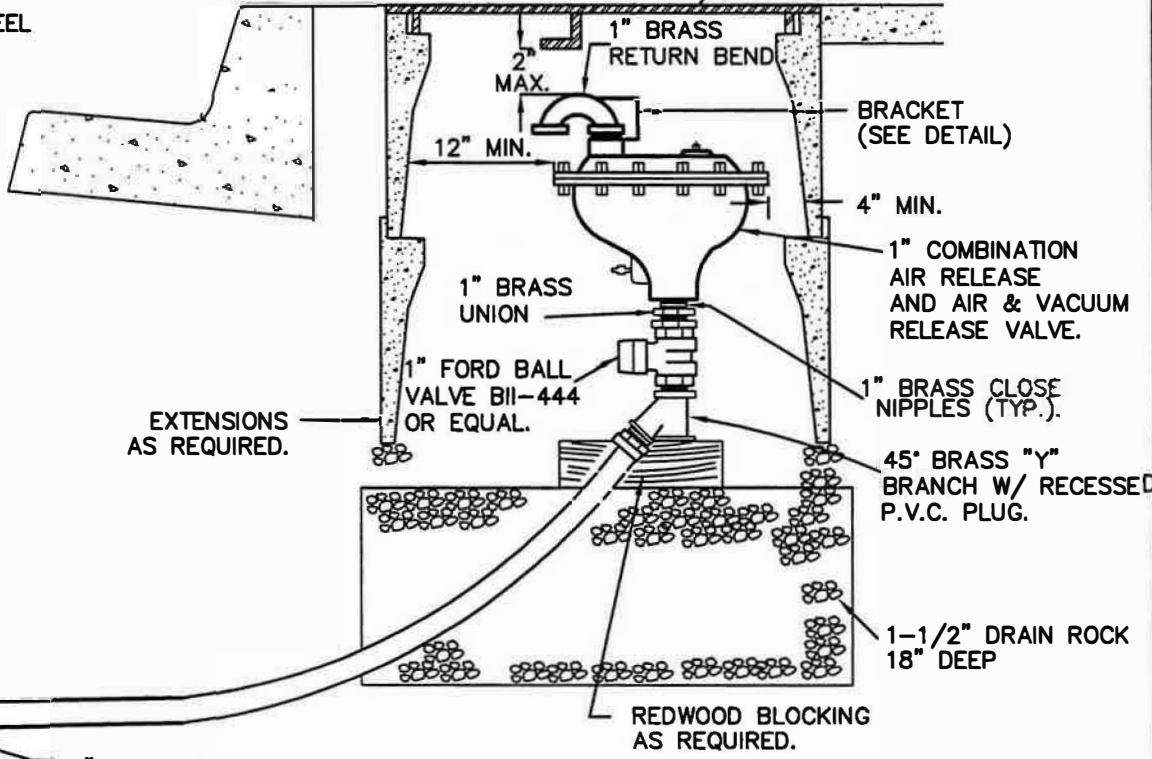 EEL
1" BRASS
RETURN BEND
2"
MAX.
BRACKET
(SEE DETAIL)
12" MIN.
4" MIN.
1" COMBINATION
AIR RELEASE
AND AIR & VACUUM
RELEASE VALVE.
1" BRASS
UNION
1" FORD BALL
VALVE BII-444
OR EQUAL.
1" BRASS CLOSE
NIPPLES (TYP.).
EXTENSIONS
AS REQUIRED.
45° BRASS "Y"
BRANCH W/ RECESSED
P.V.C. PLUG.
1-1/2" DRAIN ROCK
18" DEEP
REDWOOD BLOCKING
AS REQUIRED.